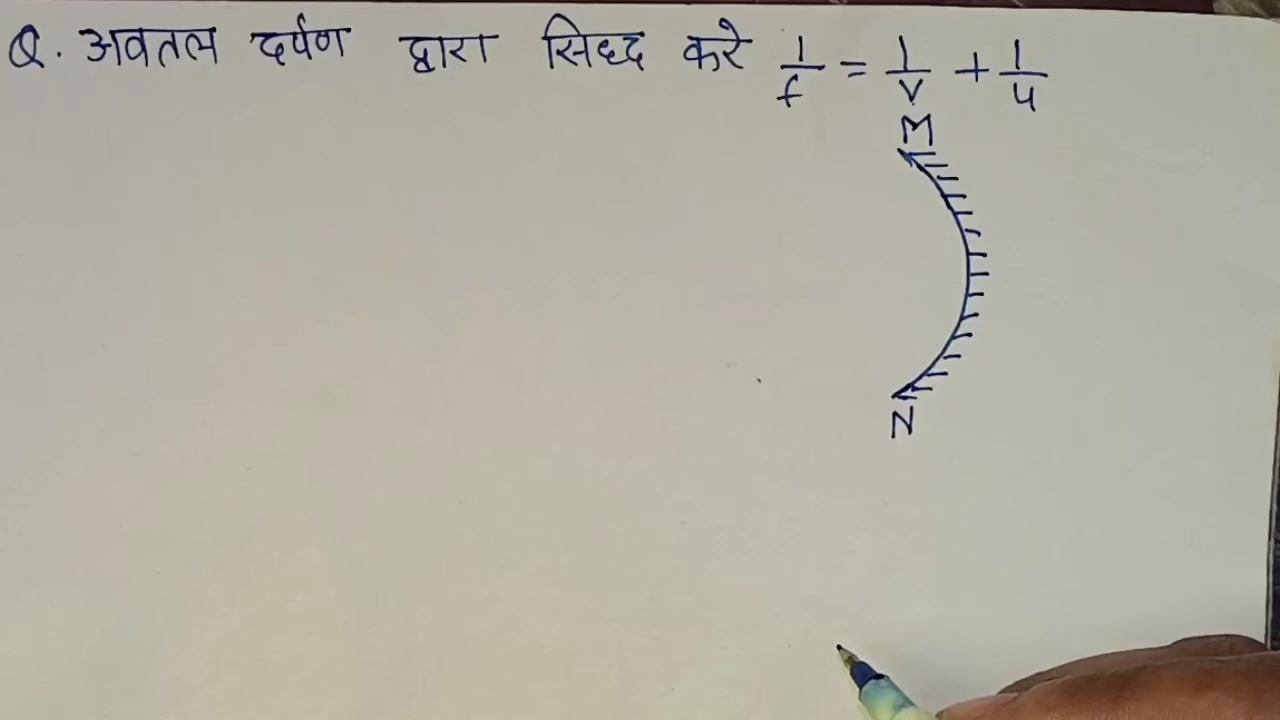 Q. अवतल दर्पण द्वारा सिध्द करे 1/f = 1/v + 1/u
M
N